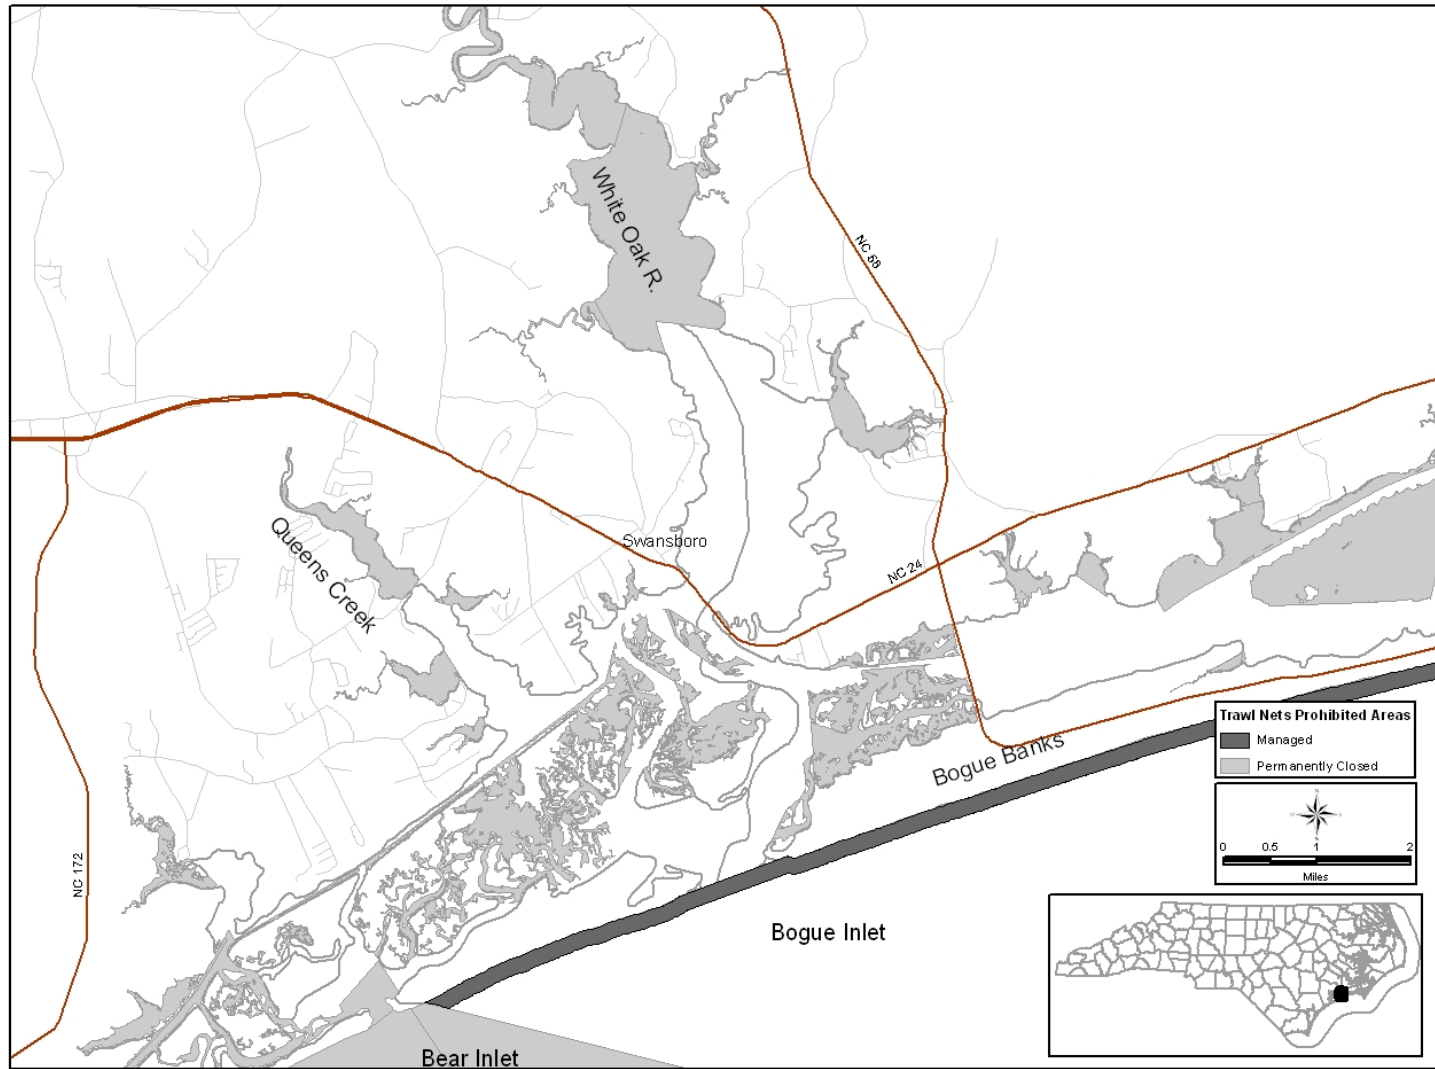 White Oak R.
NC 58
Queens Creek
Swansboro
NC 24
NC 172
Bogue Banks
Trawl Nets Prohibited Areas
Managed
Permanently Closed
0 0.5 1 2
Miles
Bogue Inlet
Bear Inlet